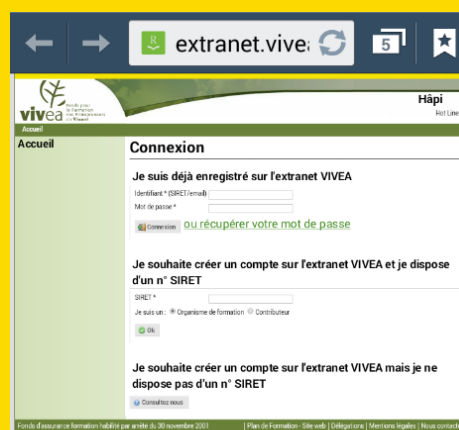 extranet.vive
5
vivea
Fonds pour
la Formation
des Entrepreneurs
du Vivant
Hâpi
Hot Line
Accueil
Accueil
Connexion
Je suis déjà enregistré sur l'extranet VIVEA
Identifiant * (SIRET/email)
Mot de passe *
Connexion ou récupérer votre mot de passe
Je souhaite créer un compte sur l'extranet VIVEA et je dispose
d'un n° SIRET
SIRET *
Je suis un : Organisme de formation Contributeur
Ok
Je souhaite créer un compte sur l'extranet VIVEA mais je ne
dispose pas d'un n° SIRET
Consultez nous
Fonds d'assurance formation habilité par arrêté du 30 novembre 2001 | Plan de Formation - Site web | Délégations | Mentions légales | Nous contacte